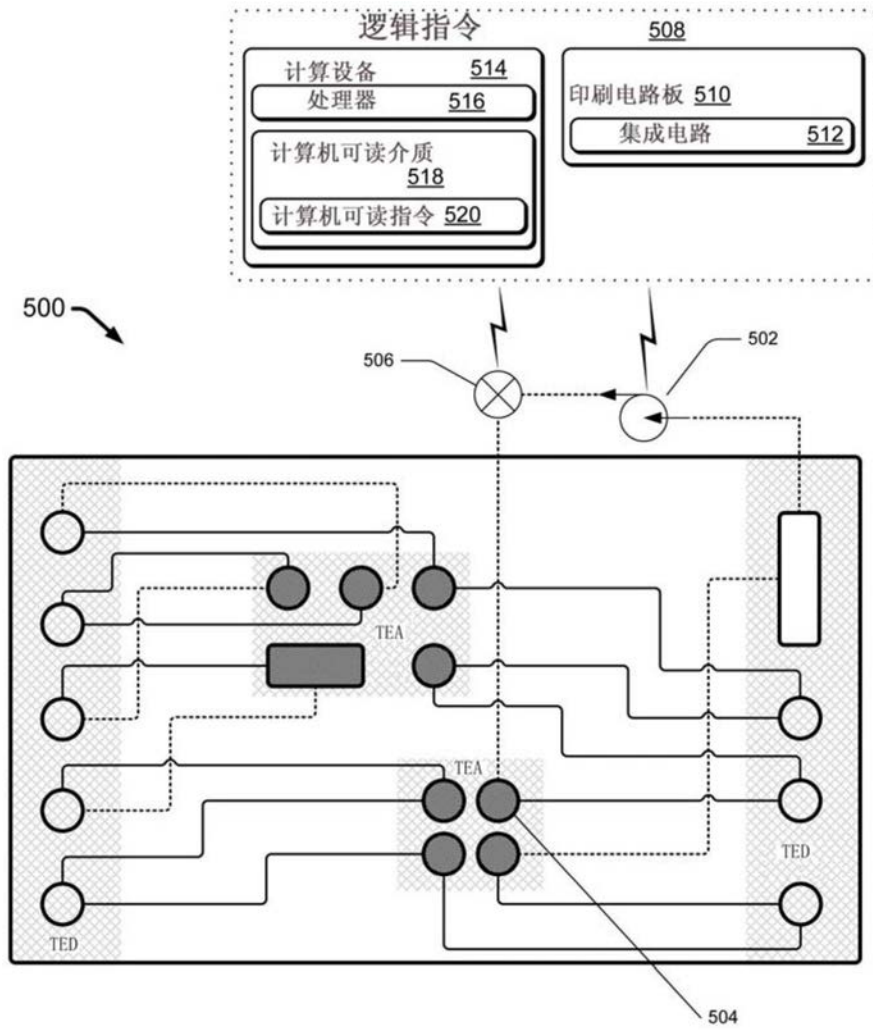 逻辑指令 508
计算设备 514
处理器 516
计算机可读介质
518
计算机可读指令 520
印刷电路板 510
集成电路 512
500
506
502
TEA
TEA
TED
TED
504